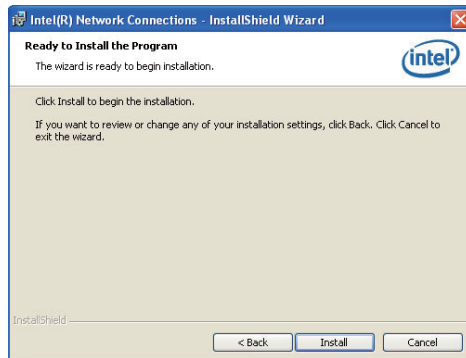 Intel(R) Network Connections - InstallShield Wizard
Ready to Install the Program
The wizard is ready to begin installation.
intel
Click Install to begin the installation.
If you want to review or change any of your installation settings, click Back. Click Cancel to
exit the wizard.
InstallShield
< Back
Install
Cancel